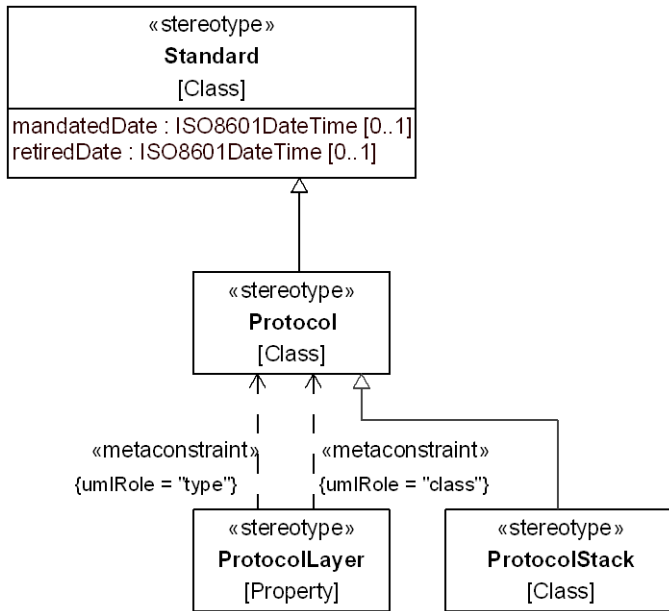 «stereotype»
Standard
[Class]
mandatedDate : ISO8601DateTime [0..1]
retiredDate : ISO8601DateTime [0..1]
«stereotype»
Protocol
[Class]
«metaconstraint» «metaconstraint»
{umlRole = "type"} {umlRole = "class"}
«stereotype» «stereotype»
ProtocolLayer ProtocolStack
[Property] [Class]